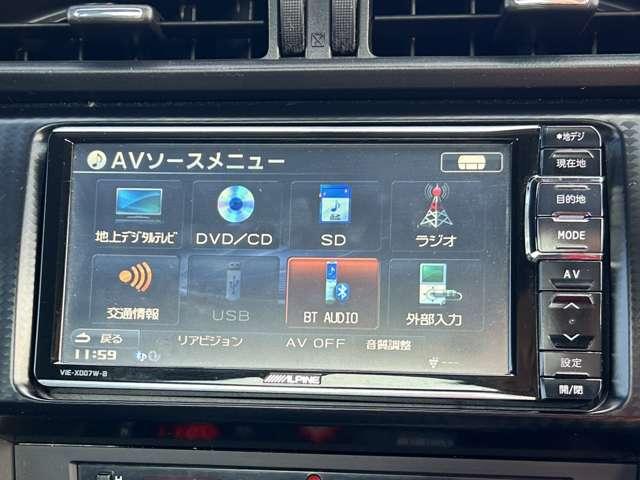 AVソースメニュー
地上デジタルテレビ
DVD/CD
SD
ラジオ
交通情報
USB
BT AUDIO
外部入力
戻る
リアビジョン
AV OFF
音質調整
11:59
VIE-X007W-B
ALPINE
*地デジ
現在地
目的地
MODE
AV
設定
開/閉